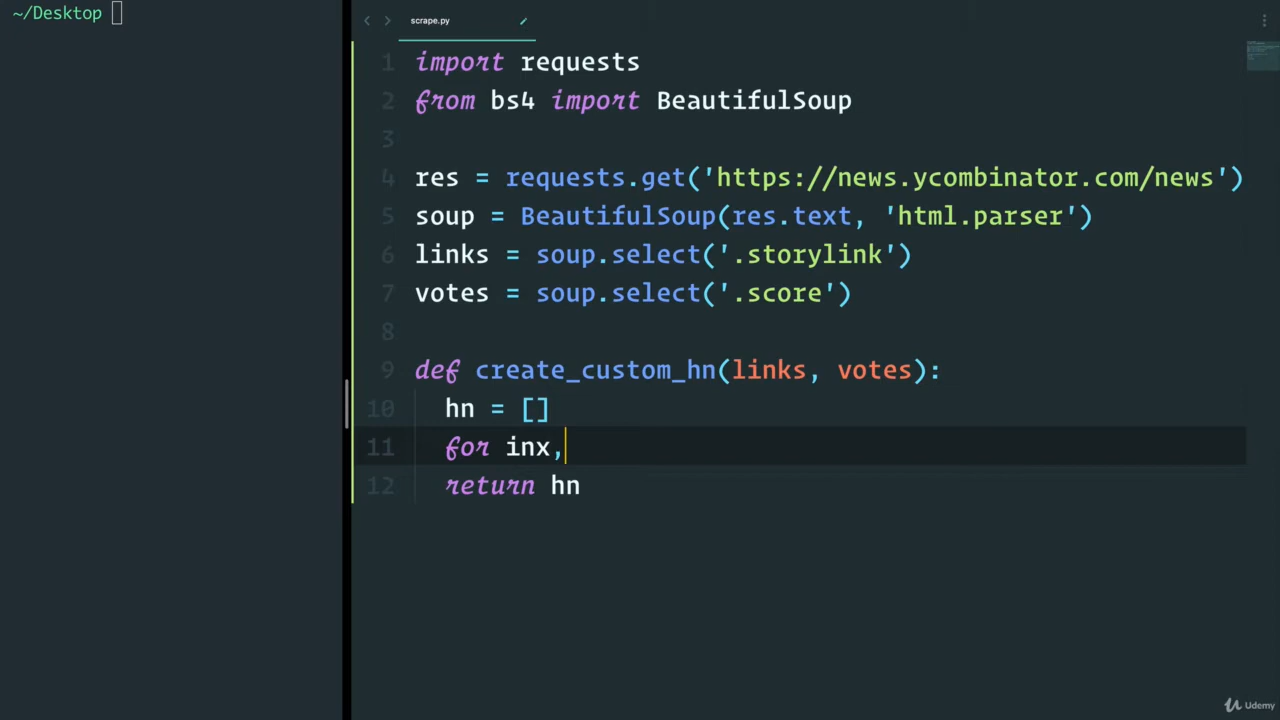 ~/Desktop
scrape.py
1 import requests
2 from bs4 import BeautifulSoup
3
4 res = requests.get('https://news.ycombinator.com/news')
5 soup = BeautifulSoup(res.text, 'html.parser')
6 links = soup.select('.storylink')
7 votes = soup.select('.score')
8
9 def create_custom_hn(links, votes):
10 hn = []
11 for inx,
12 return hn
Udemy